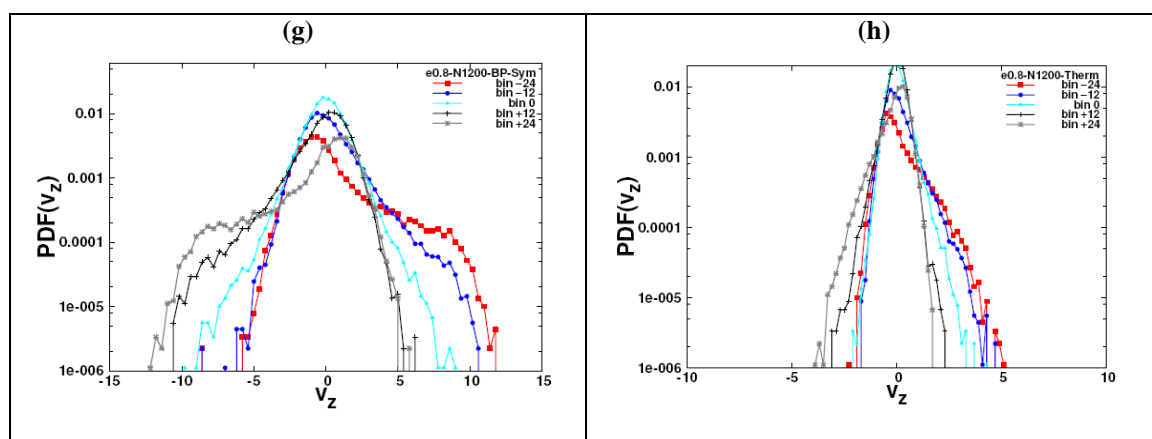 (g)
e0.8-N1200-BP-Sym
bin −24
bin −12
bin 0
bin +12
bin +24
PDF(vz)
0.01
0.001
0.0001
1e-005
1e-006
-15
-10
-5
0
5
10
15
Vz
(h)
e0.8-N1200-Therm
bin −24
bin −12
bin 0
bin +12
bin +24
PDF(vz)
0.01
0.001
0.0001
1e-005
1e-006
-10
-5
0
5
10
Vz